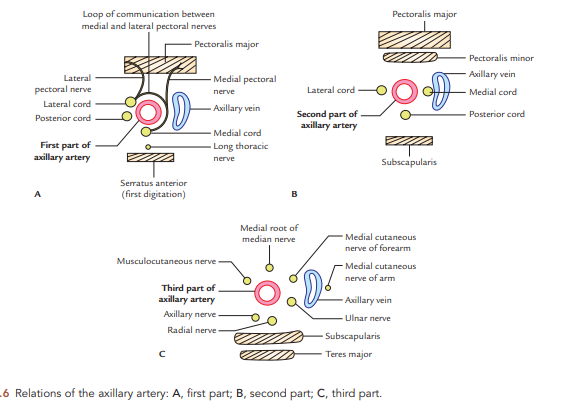 Loop of communication between
medial and lateral pectoral nerves
Pectoralis major
Lateral
pectoral nerve
Medial pectoral
nerve
Lateral cord
Axillary vein
Posterior cord
Medial cord
First part of
axillary artery
Long thoracic
nerve
Serratus anterior
(first digitation)
A
Pectoralis major
Pectoralis minor
Axillary vein
Lateral cord
Medial cord
Second part of
axillary artery
Posterior cord
Subscapularis
B
Medial root of
median nerve
Medial cutaneous
nerve of forearm
Musculocutaneous nerve
Medial cutaneous
nerve of arm
Third part of
axillary artery
Axillary vein
Axillary nerve
Ulnar nerve
Radial nerve
Subscapularis
Teres major
C
.6 Relations of the axillary artery: A, first part; B, second part; C, third part.